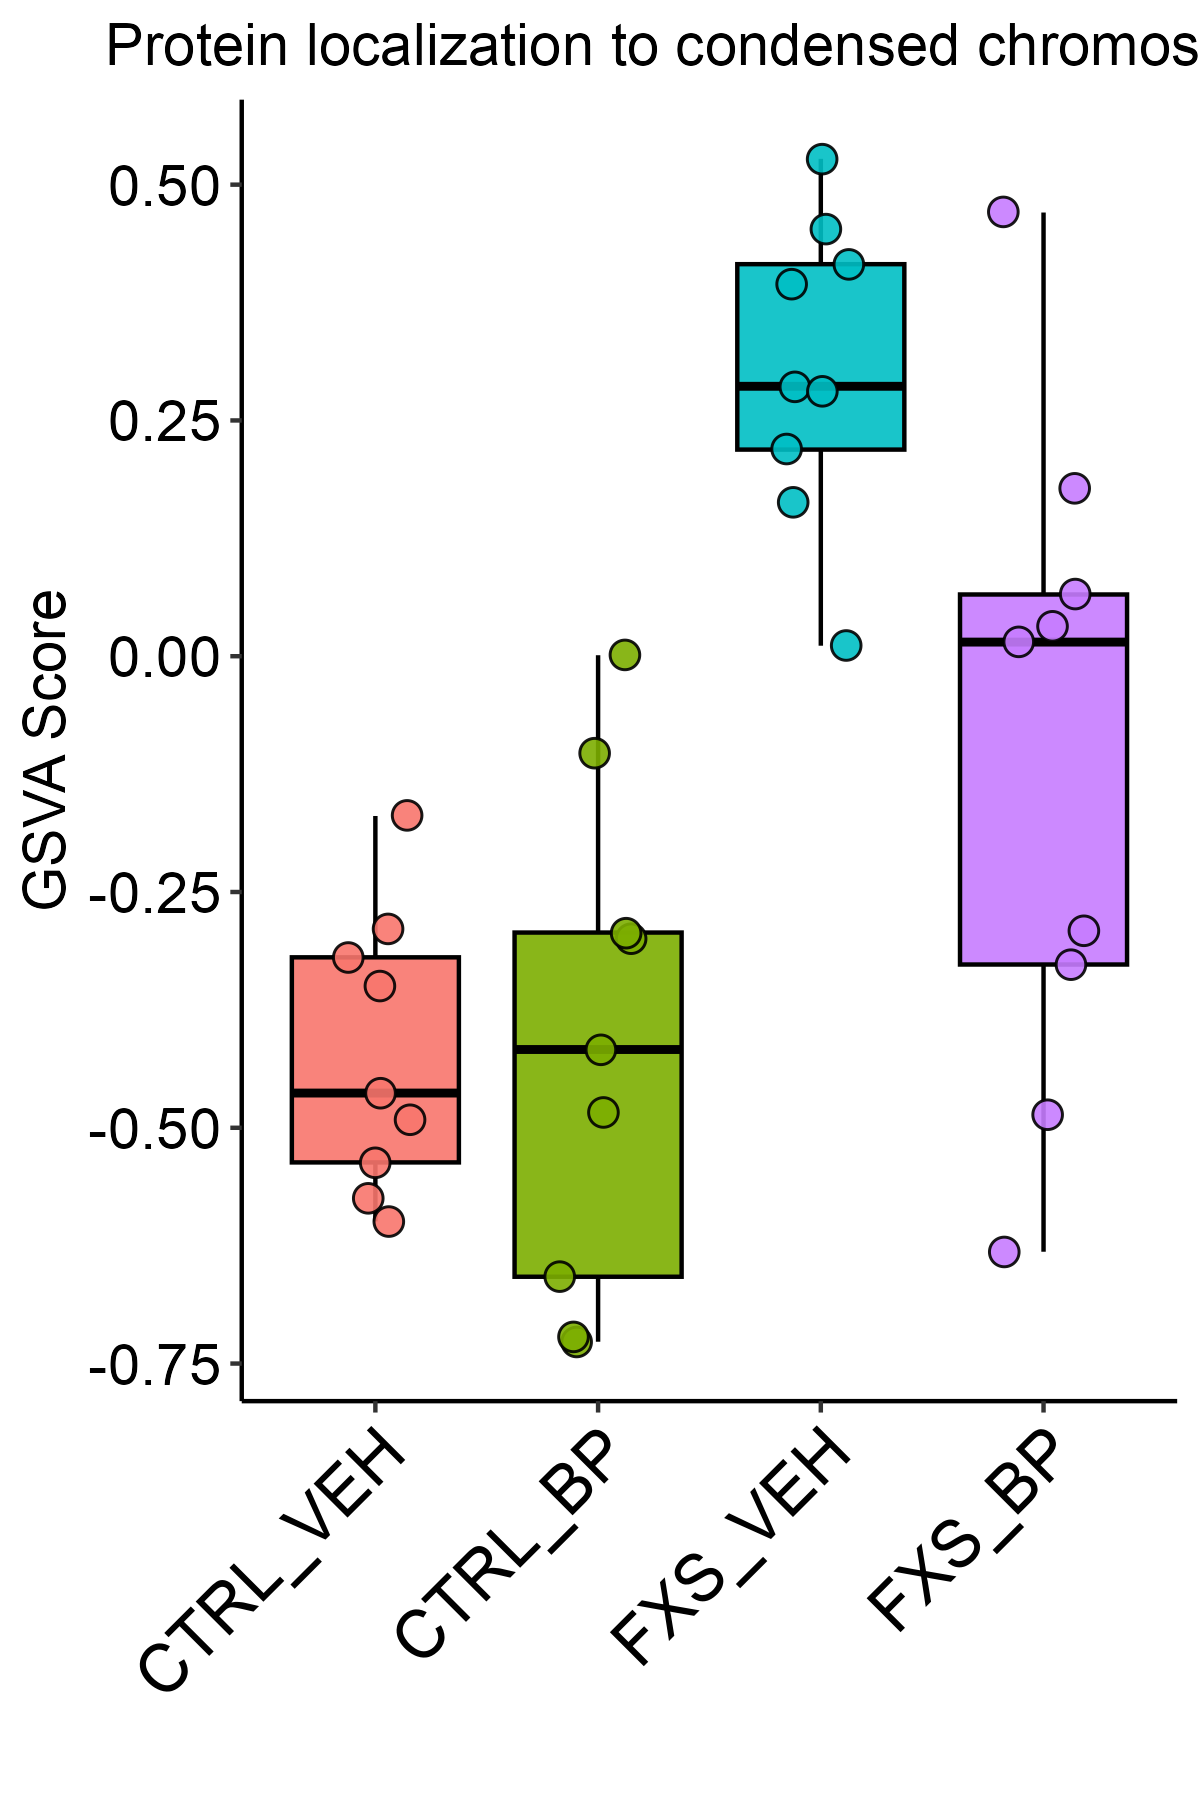 Protein localization to condensed chromos
GSVA Score
0.50
0.25
0.00
-0.25
-0.50
-0.75
CTRL_VEH
CTRL_BP
FXS_VEH
FXS_BP